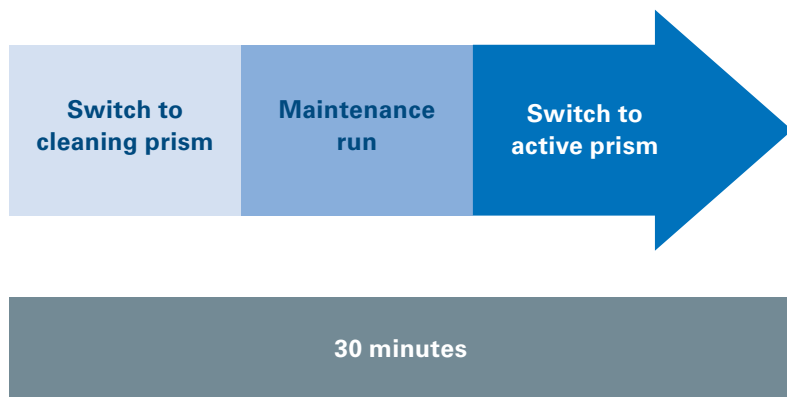 Switch to
cleaning prism
Maintenance
run
Switch to
active prism
30 minutes